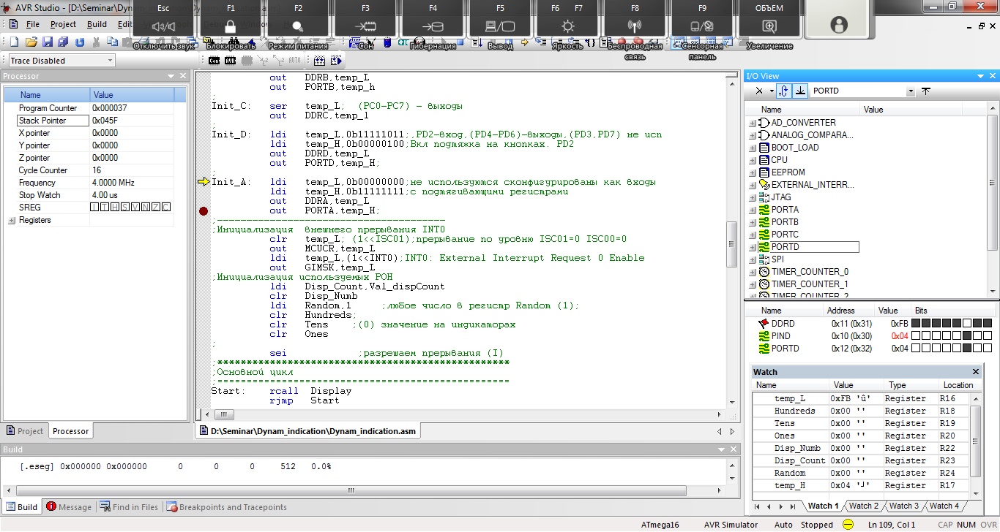 AVR Studio - [D:\Seminar\Dynam_indication\Dynam_indication.asm]
Esc
F1
F2
F3
F4
F5
F6 F7
F8
F9
ОБЪЕМ
File Project Build
Отключить звук
Блокировать
Режим питания
Сон
Гибернация
Вывод
Яркость
Беспроводная связь
Сенсорная панель
Увеличение
Trace Disabled
Con AVR AUTO
Processor
Name Value
Program Counter 0x000037
Stack Pointer 0x045F
X pointer 0x0000
Y pointer 0x0000
Z pointer 0x0000
Cycle Counter 16
Frequency 4.0000 MHz
Stop Watch 4.00 us
SREG I T H S V N Z C
Registers
Project Processor
out DDRB,temp_L
out PORTB,temp_h
;
Init_C: ser temp_L; (PC0-PC7) - выходы
out DDRC,temp_l
;
Init_D: ldi temp_L,0b11111011;,PD2-вход,(PD4-PD6)-выходы,(PD3,PD7) не исп
ldi temp_H,0b00000100;Вкл подтяжка на кнопках. PD2
out DDRD,temp_L
out PORTD,temp_H;
;
Init_A: ldi temp_L,0b00000000;не используются сконфигурированы как входы
ldi temp_H,0b11111111;с подтягивающими регистрами
out DDRA,temp_L
out PORTA,temp_H;
;---------------------------------------
;Инициализация внешнего прерывания INT0
clr temp_L; (1<<ISC01);прерывание по уровню ISC01=0 ISC00=0
out MCUCR,temp_L
ldi temp_L,(1<<INT0);INT0: External Interrupt Request 0 Enable
out GIMSK,temp_L
;Инициализация используемых РОН
ldi Disp_Count,Val_dispCount
clr Disp_Numb
ldi Random,1 ;любое число в регистр Random (1);
clr Hundreds;
clr Tens ;(0) значение на индикаторах
clr Ones
;
sei ;разрешаем прерывания (I)
;**************************************************
;Основной цикл
;==================================================
Start: rcall Display
rjmp Start
D:\Seminar\Dynam_indication\Dynam_indication.asm
I/O View
PORTD
Name Value
AD_CONVERTER
ANALOG_COMPARA...
BOOT_LOAD
CPU
EEPROM
EXTERNAL_INTERR...
JTAG
PORTA
PORTB
PORTC
PORTD
SPI
TIMER_COUNTER_0
TIMER_COUNTER_1
TIMER_COUNTER_2
Name Address Value Bits
DDRD 0x11 (0x31) 0xFB
PIND 0x10 (0x30) 0x04
PORTD 0x12 (0x32) 0x04
Watch
Name Value Type Location
temp_L 0xFB 'û' Register R16
Hundreds 0x00 '' Register R18
Tens 0x00 '' Register R19
Ones 0x00 '' Register R20
Disp_Numb 0x00 '' Register R22
Disp_Count 0x00 '' Register R23
Random 0x00 '' Register R24
temp_H 0x04 '┘' Register R17
Watch 1 Watch 2 Watch 3 Watch 4
Build
[.eseg] 0x000000 0x000000 0 0 0 512 0.0%
Build Message Find in Files Breakpoints and Tracepoints
ATmega16 AVR Simulator Auto Stopped Ln 109, Col 1 CAP NUM OVR